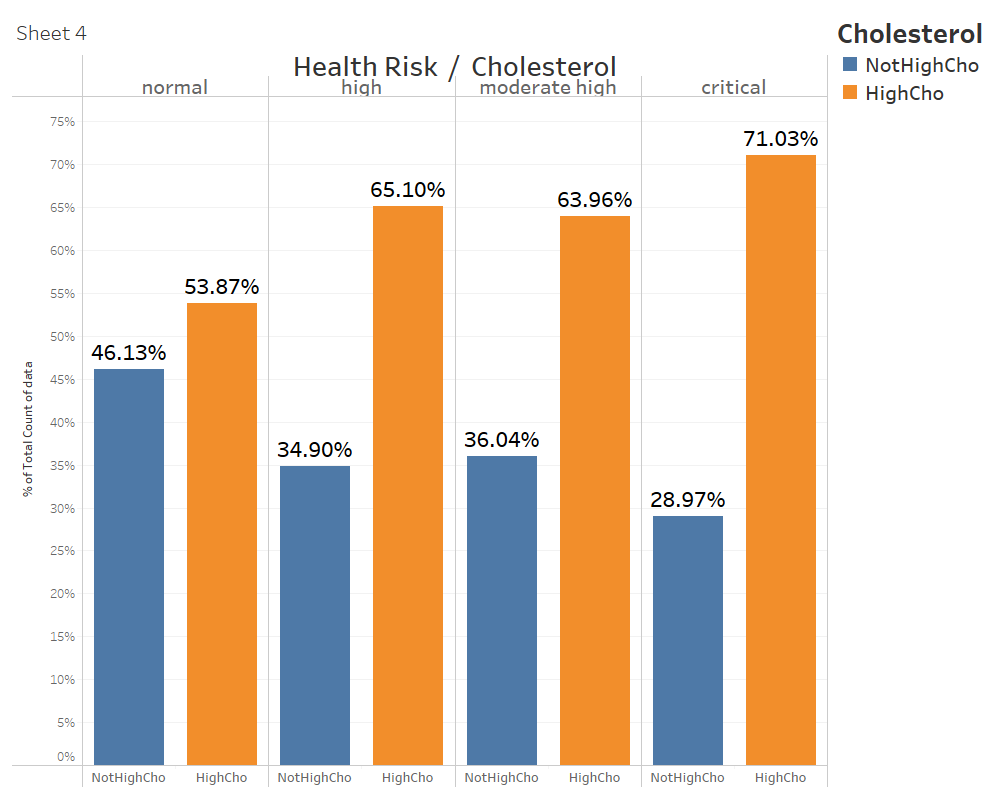 Sheet 4
Health Risk / Cholesterol
normal high moderate high critical
75%
70%
65%
60%
55%
50%
45%
40%
35%
30%
25%
20%
15%
10%
5%
0%
% of Total Count of data
46.13% 53.87% 34.90% 65.10% 36.04% 63.96% 28.97% 71.03%
NotHighCho HighCho NotHighCho HighCho NotHighCho HighCho NotHighCho HighCho
Cholesterol
NotHighCho
HighCho